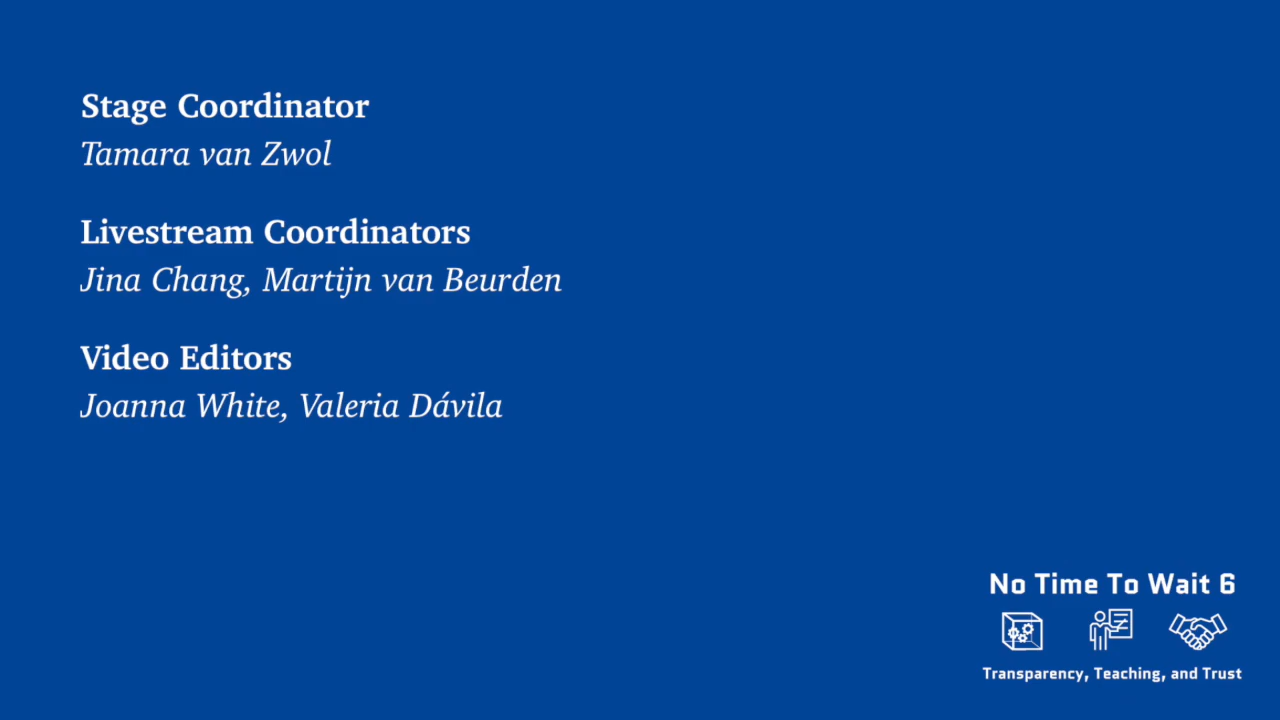 Stage Coordinator
Tamara van Zwol
Livestream Coordinators
Jina Chang, Martijn van Beurden
Video Editors
Joanna White, Valeria Dávila
No Time To Wait 6
Transparency, Teaching, and Trust